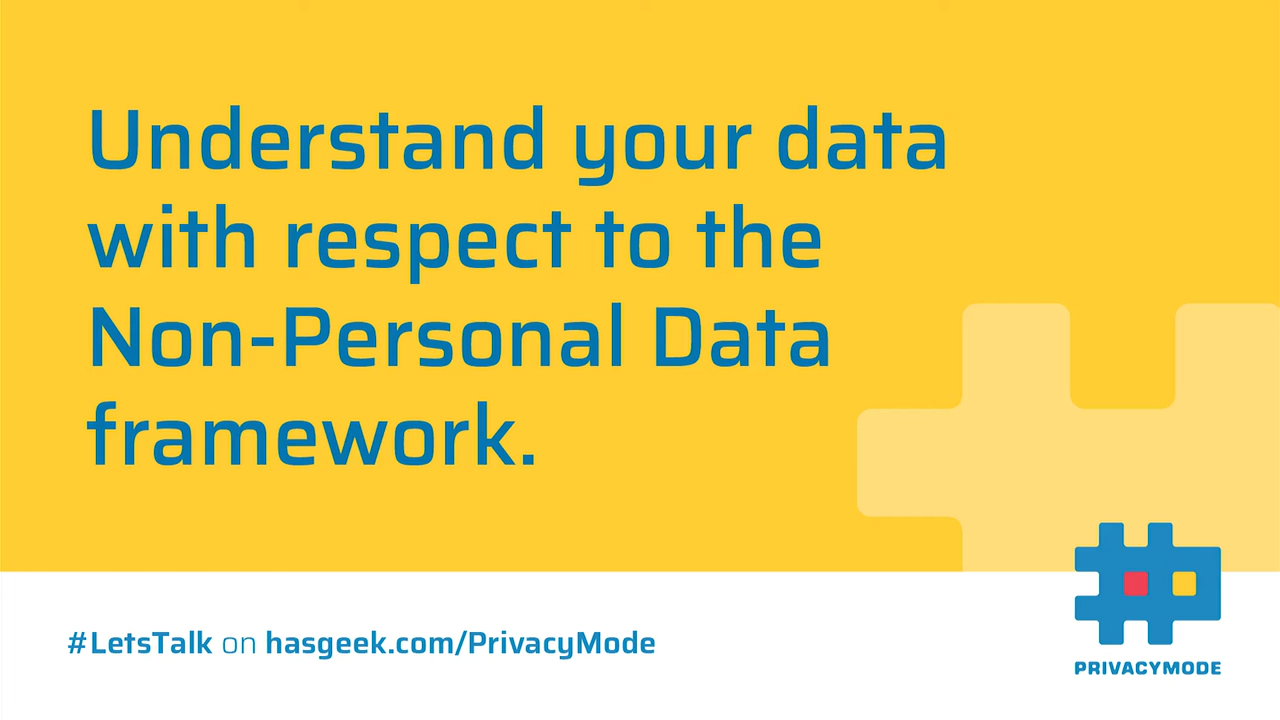 Understand your data
with respect to the
Non-Personal Data
framework.
#LetsTalk on hasgeek.com/PrivacyMode
PRIVACYMODE